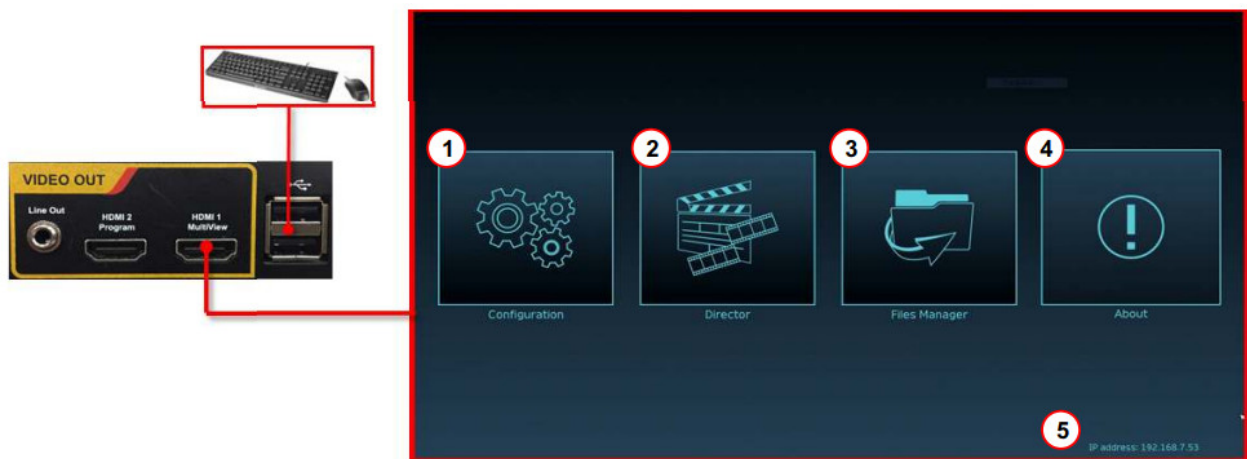 VIDEO OUT
Line Out
HDMI 2
Program
HDMI 1
MultiView
1
2
3
4
Configuration
Director
Files Manager
About
5
IP address: 192.168.7.53